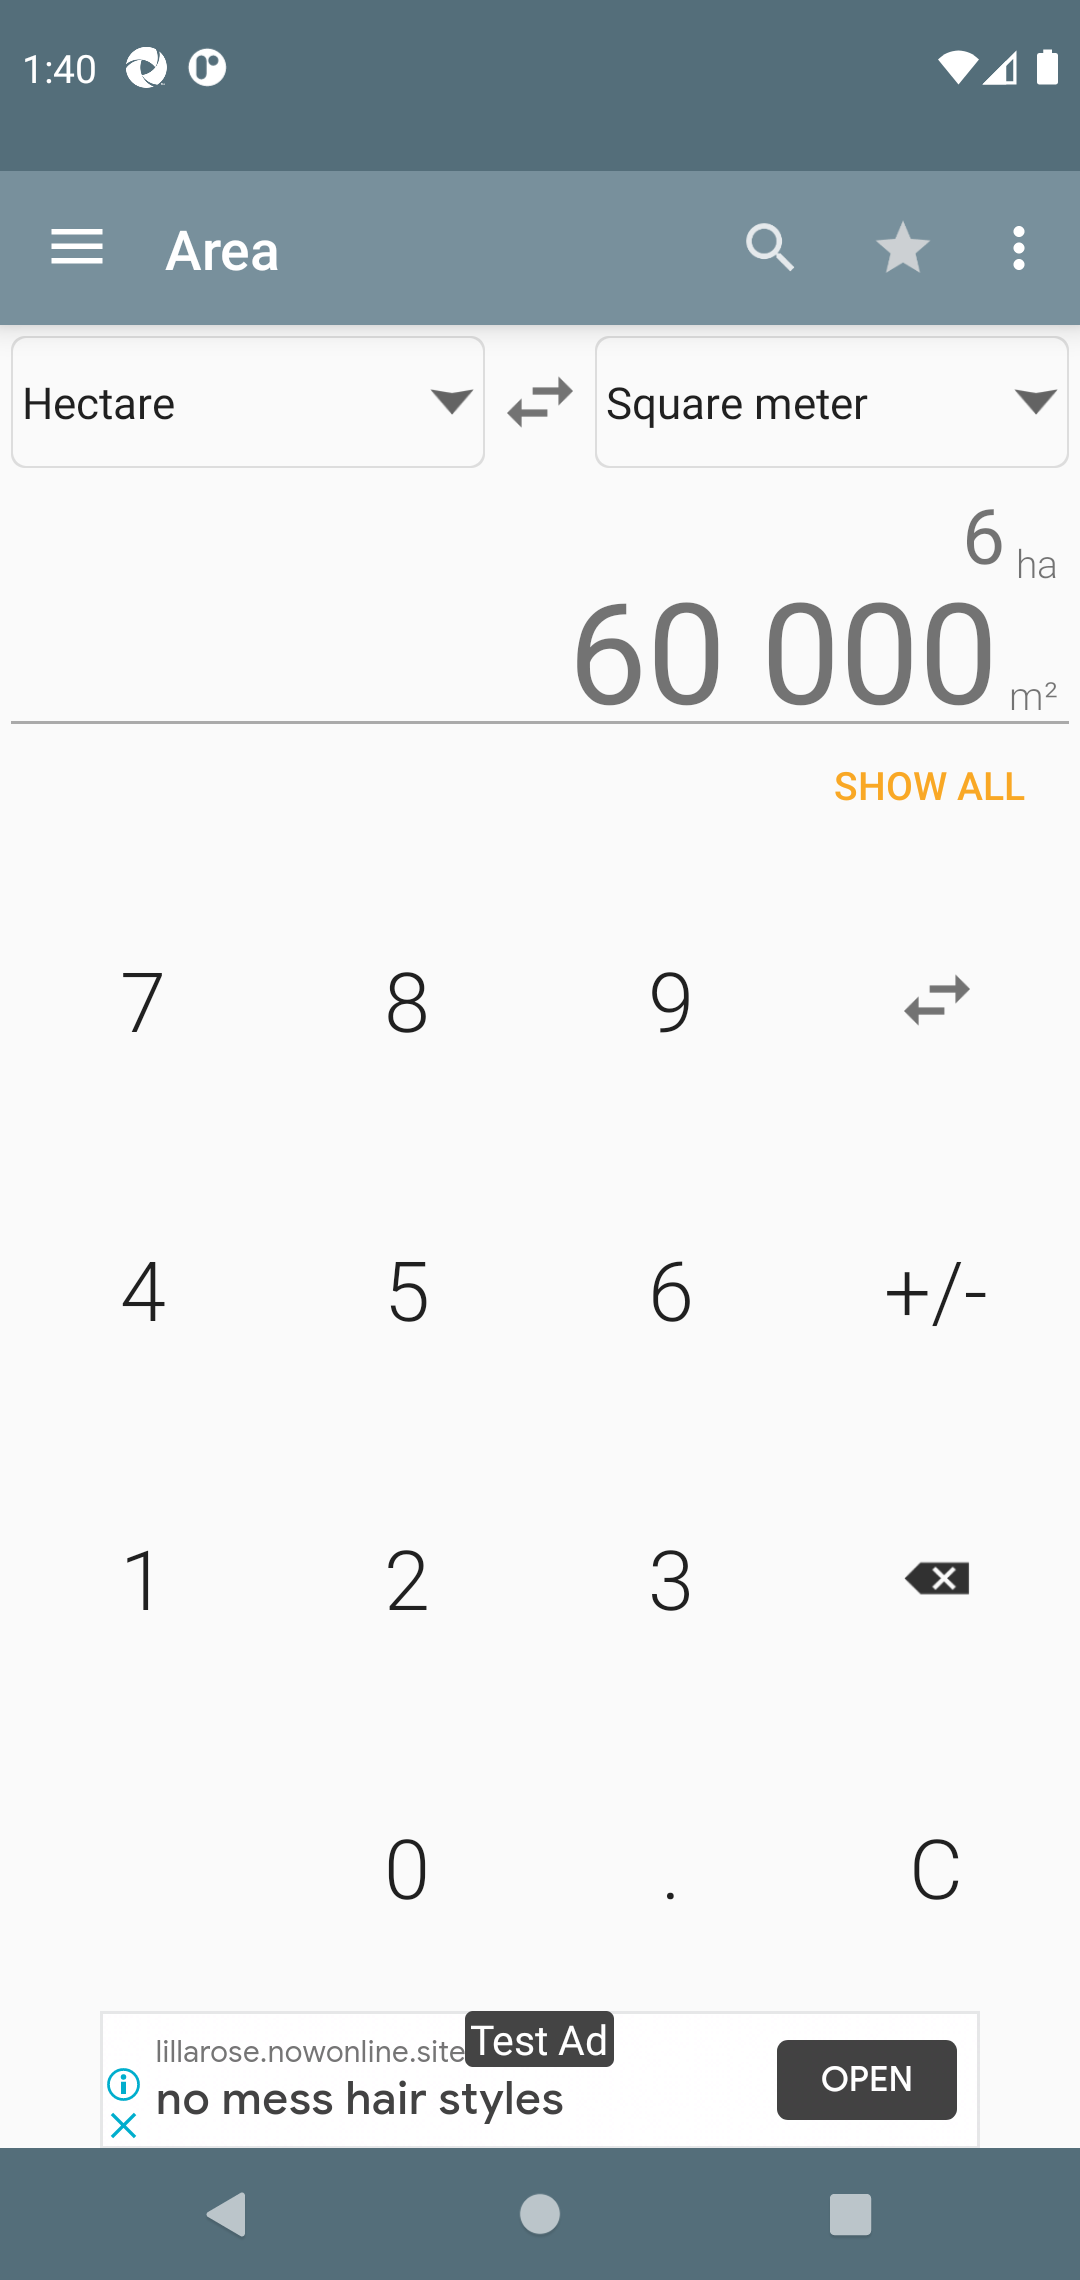 1:40
Area
Hectare
Square meter
6 ha
60 000 m²
SHOW ALL
7 8 9
4 5 6 +/-
1 2 3
0 . C
Test Ad
lillarose.nowonline.site
no mess hair styles
OPEN